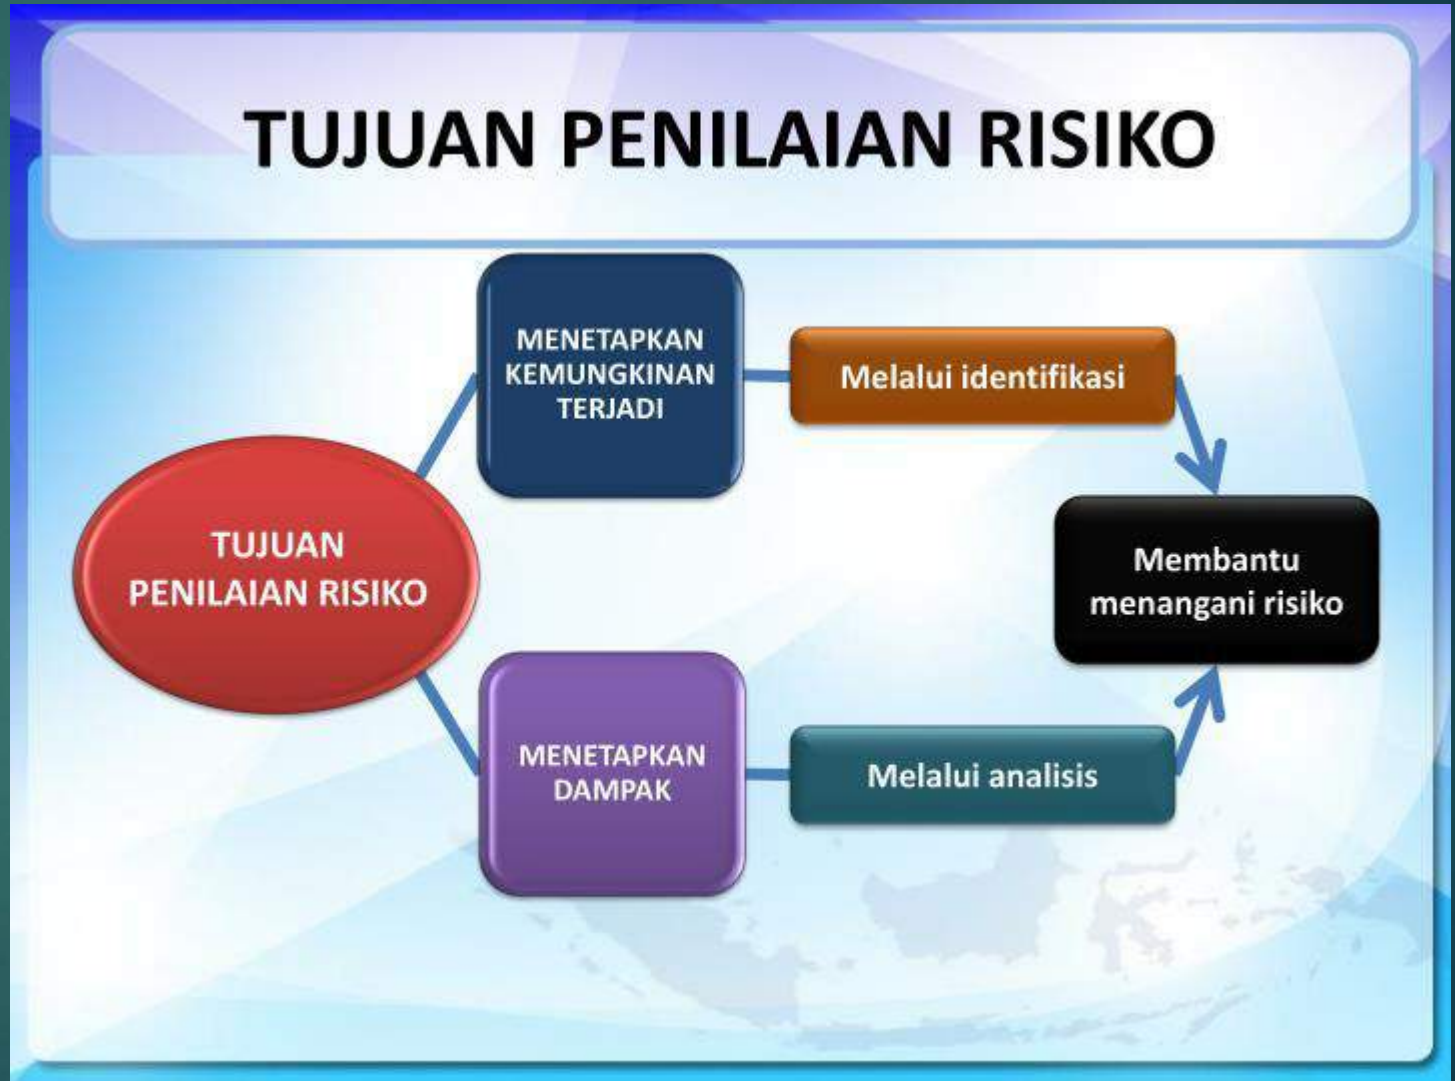 TUJUAN PENILAIAN RISIKO
MENETAPKAN
KEMUNGKINAN
TERJADI
Melalui identifikasi
TUJUAN
PENILAIAN RISIKO
Membantu
menangani risiko
MENETAPKAN
DAMPAK
Melalui analisis